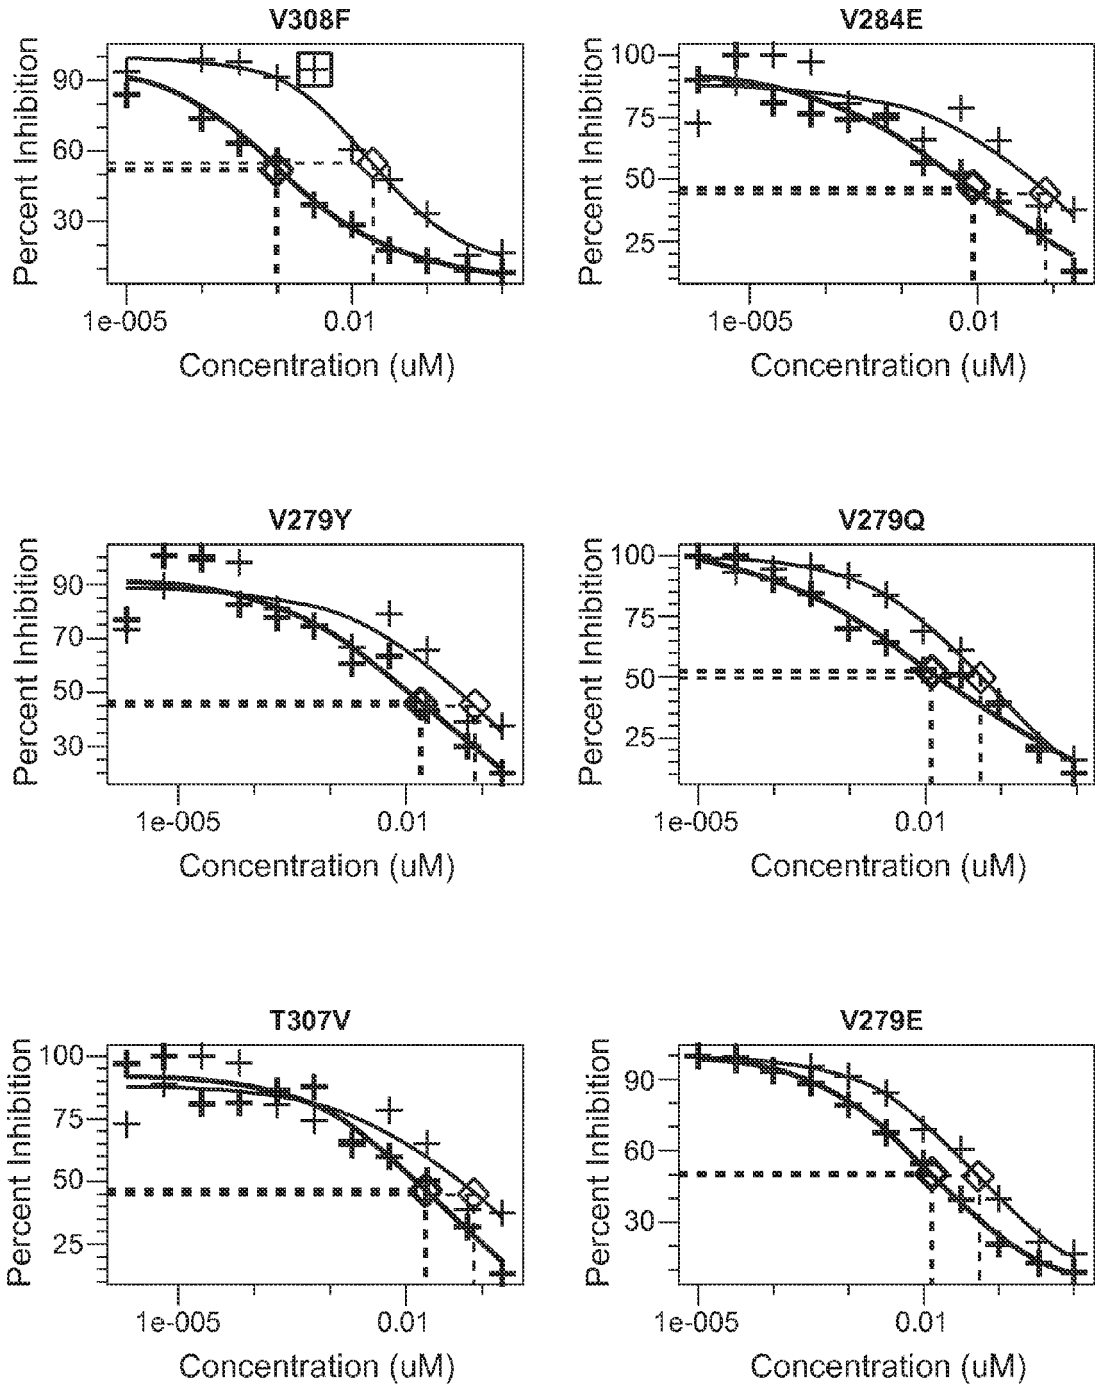 V308F
Percent Inhibition
90
60
30
1e-005
0.01
Concentration (uM)
V284E
Percent Inhibition
100
75
50
25
1e-005
0.01
Concentration (uM)
V279Y
Percent Inhibition
90
70
50
30
1e-005
0.01
Concentration (uM)
V279Q
Percent Inhibition
100
75
50
25
1e-005
0.01
Concentration (uM)
T307V
Percent Inhibition
100
75
50
25
1e-005
0.01
Concentration (uM)
V279E
Percent Inhibition
90
60
30
1e-005
0.01
Concentration (uM)